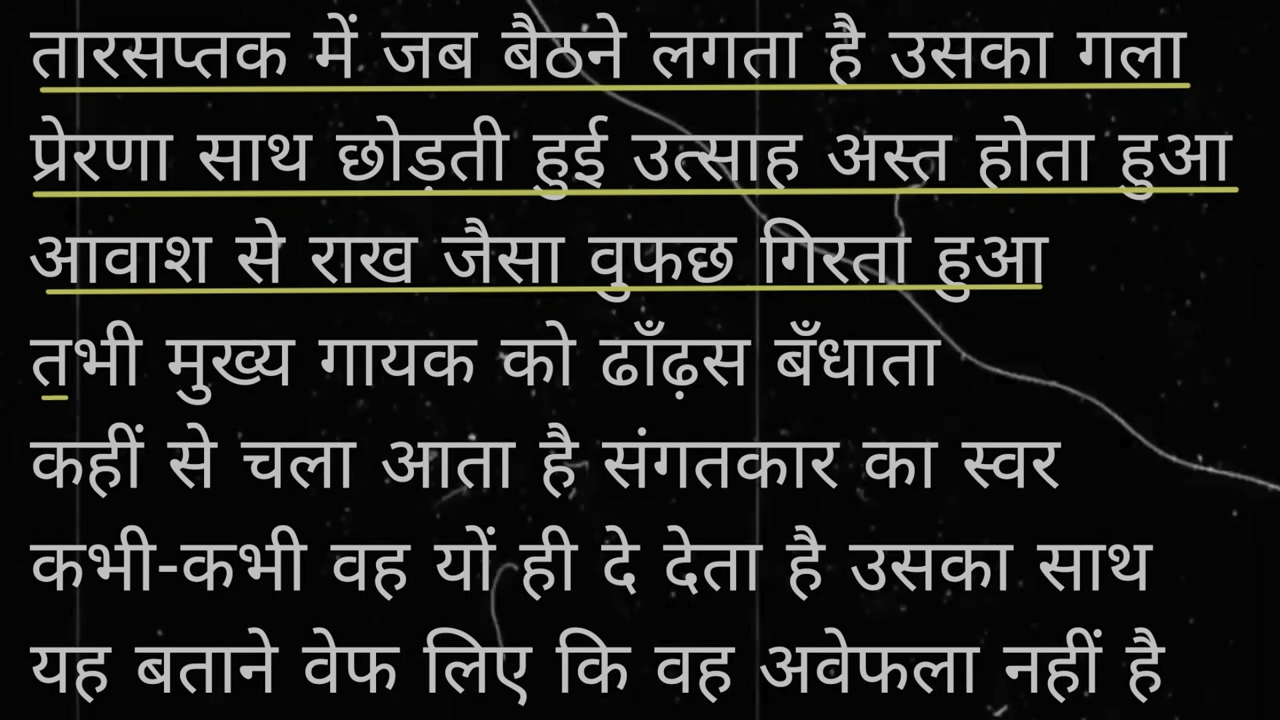 तारसप्तक में जब बैठने लगता है उसका गला
प्रेरणा साथ छोड़ती हुई उत्साह अस्त होता हुआ
आवाश से राख जैसा वुफछ गिरता हुआ
तभी मुख्य गायक को ढाँढ़स बँधाता
कहीं से चला आता है संगतकार का स्वर
कभी-कभी वह यों ही दे देता है उसका साथ
यह बताने वेफ लिए कि वह अवेफला नहीं है